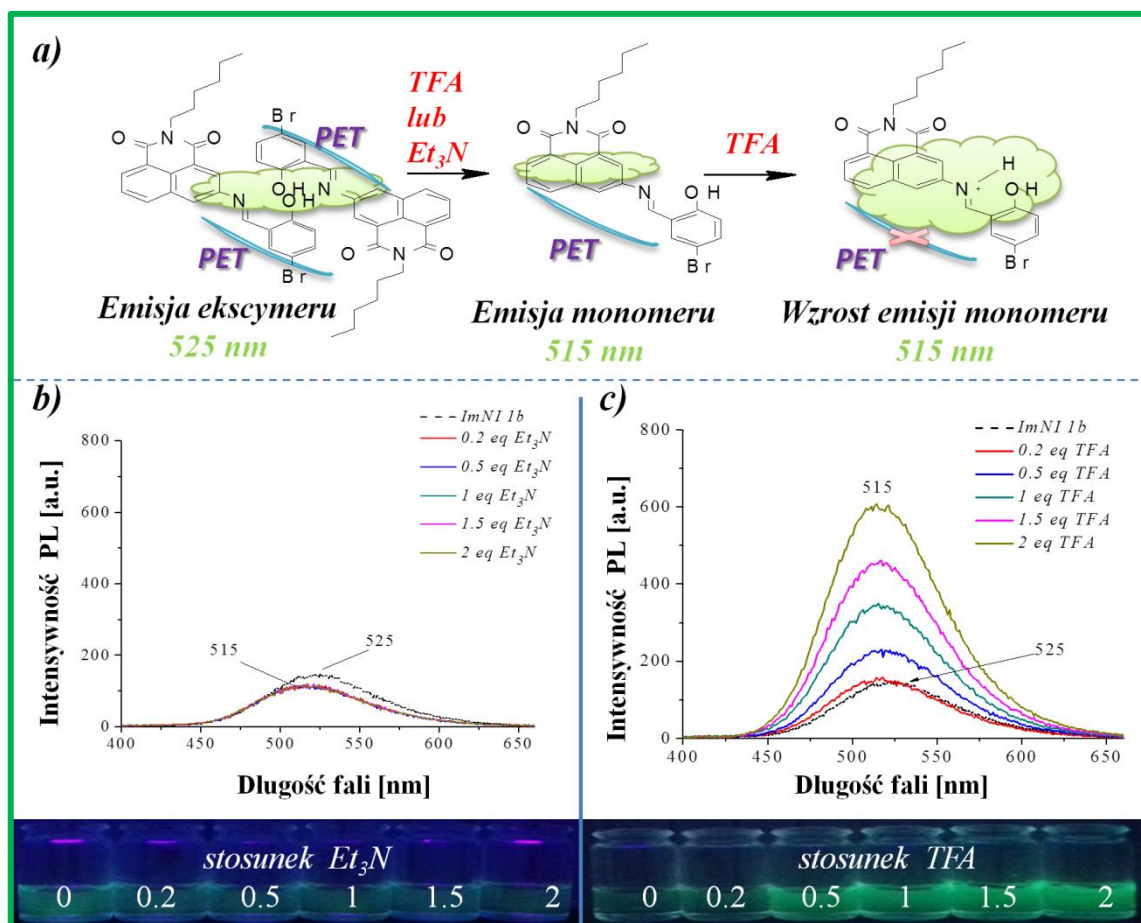 a)
TFA
lub
Et₃N
TFA
PET
PET
PET
PET
O N O
Br
OH
N
N
OH
Br
O N O
O N O
N
OH
Br
O N O
N + H
OH
Br
Emisja ekscymeru
525 nm
Emisja monomeru
515 nm
Wzrost emisji monomeru
515 nm
b)
Intensywność PL [a.u.]
800
600
400
200
0
ImNI 1b
0.2 eq Et₃N
0.5 eq Et₃N
1 eq Et₃N
1.5 eq Et₃N
2 eq Et₃N
515
525
400 450 500 550 600 650
Długość fali [nm]
stosunek Et₃N
0 0.2 0.5 1 1.5 2
c)
Intensywność PL [a.u.]
800
600
400
200
0
ImNI 1b
0.2 eq TFA
0.5 eq TFA
1 eq TFA
1.5 eq TFA
2 eq TFA
515
525
400 450 500 550 600 650
Długość fali [nm]
stosunek TFA
0 0.2 0.5 1 1.5 2